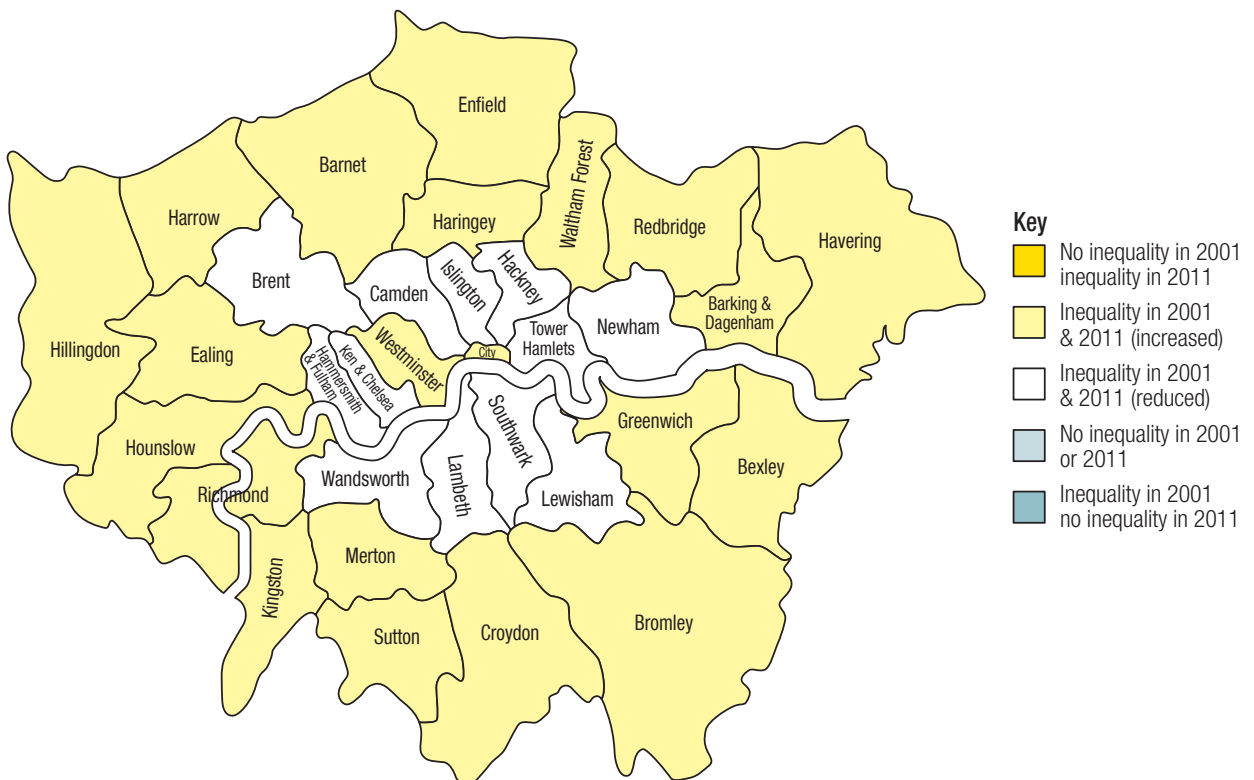 Enfield
Barnet
Waltham Forest
Harrow
Haringey
Redbridge
Havering
Brent
Camden
Islington
Hackney
Newham
Barking &
Dagenham
Hillingdon
Ealing
Hammersmith
& Fulham
Ken & Chelsea
Westminster
City
Tower
Hamlets
Hounslow
Richmond
Wandsworth
Lambeth
Southwark
Lewisham
Greenwich
Bexley
Kingston
Merton
Sutton
Croydon
Bromley
Key
No inequality in 2001
inequality in 2011
Inequality in 2001
& 2011 (increased)
Inequality in 2001
& 2011 (reduced)
No inequality in 2001
or 2011
Inequality in 2001
no inequality in 2011